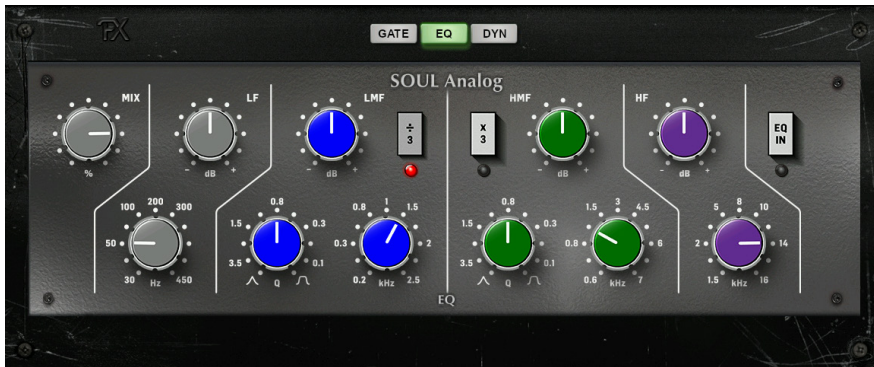 TX
GATE EQ DYN
SOUL Analog
MIX LF LMF HMF HF
÷ 3
X 3
EQ IN
%
− dB +
− dB +
− dB +
− dB +
30 50 100 200 300 450 Hz
3.5 1.5 0.8 0.3 0.1 Q
0.2 0.3 0.8 1 1.5 2 2.5 kHz
3.5 1.5 0.8 0.3 0.1 Q
0.6 0.8 1.5 3 4.5 6 7 kHz
1.5 2 5 8 10 14 16 kHz
EQ